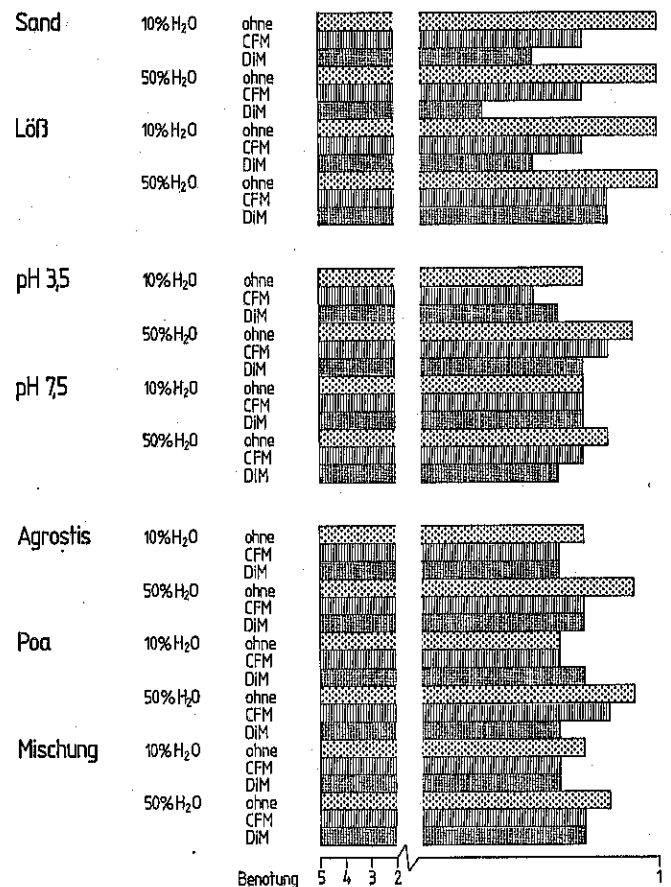 Sand 10% H₂O ohne
CFM
DiM
50% H₂O ohne
CFM
DiM
Löß 10% H₂O ohne
CFM
DiM
50% H₂O ohne
CFM
DiM
pH 3,5 10% H₂O ohne
CFM
DiM
50% H₂O ohne
CFM
DiM
pH 7,5 10% H₂O ohne
CFM
DiM
50% H₂O ohne
CFM
DiM
Agrostis 10% H₂O ohne
CFM
DiM
50% H₂O ohne
CFM
DiM
Poa 10% H₂O ohne
CFM
DiM
50% H₂O ohne
CFM
DiM
Mischung 10% H₂O ohne
CFM
DiM
50% H₂O ohne
CFM
DiM
Benotung 5 4 3 2 1